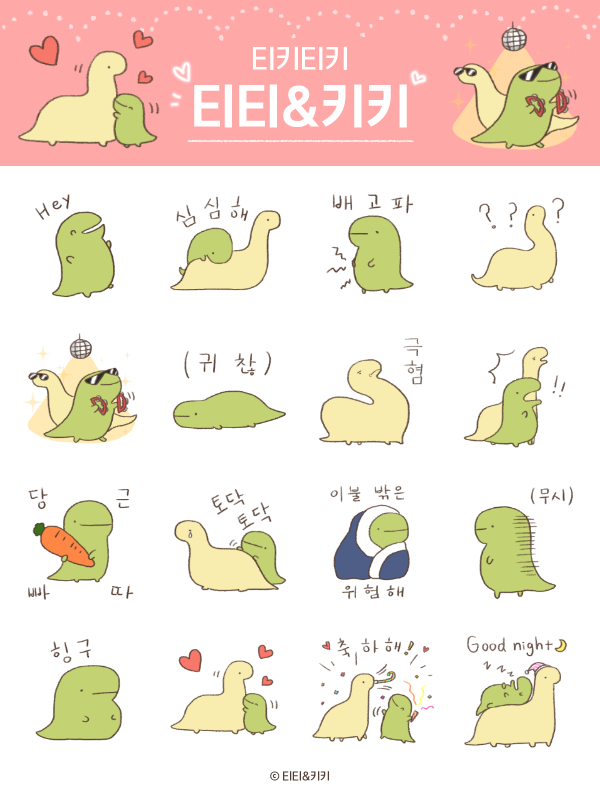 티키티키
티티&키키
Hey
심심해
배고파
? ? ?
(귀찮)
극
혐
!!
당 근
빠 따
토닥
토닥
이불 밖은
위험해
(무시)
힝구
축하해!
Good night
z z z z
© 티티&키키